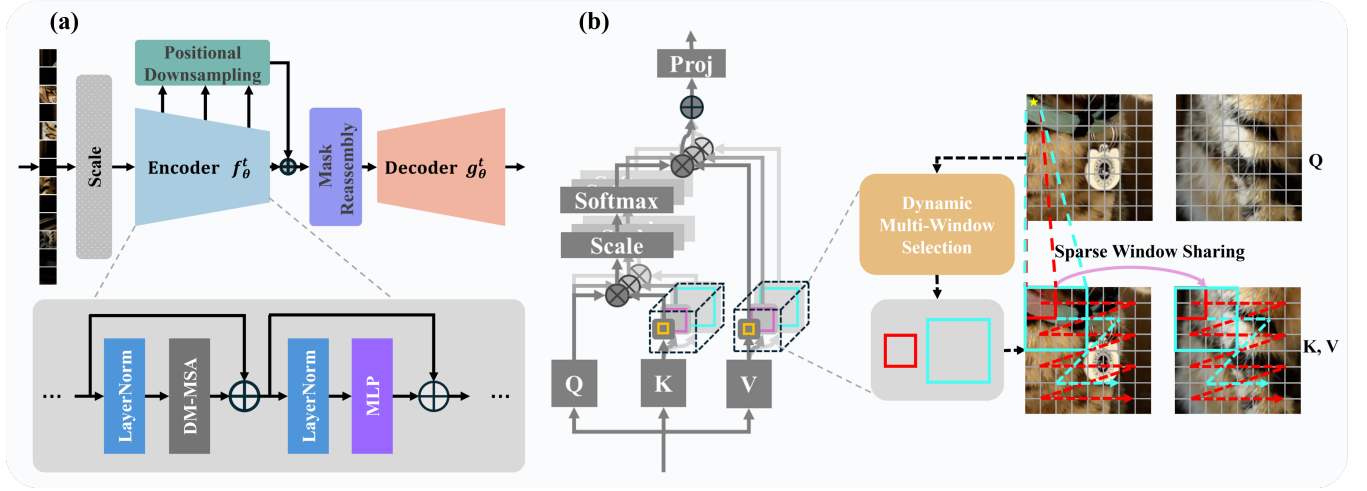 (a)
Positional
Downsampling
Scale
Encoder f_θ^t
Mask
Reassembly
Decoder g_θ^t
...
LayerNorm
DM-MSA
LayerNorm
MLP
...
(b)
Proj
Softmax
Scale
Q
K
V
Dynamic
Multi-Window
Selection
Q
Sparse Window Sharing
K, V